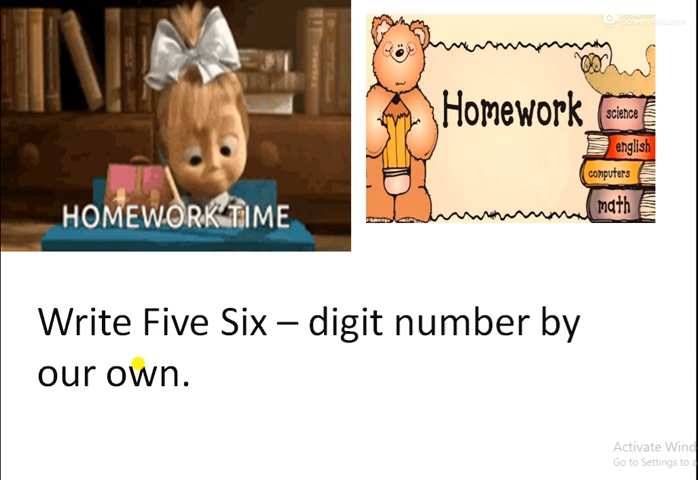 HOMEWORK TIME
Homework
science
english
computers
math
Write Five Six – digit number by
our own.
Activate Wind
Go to Settings to a